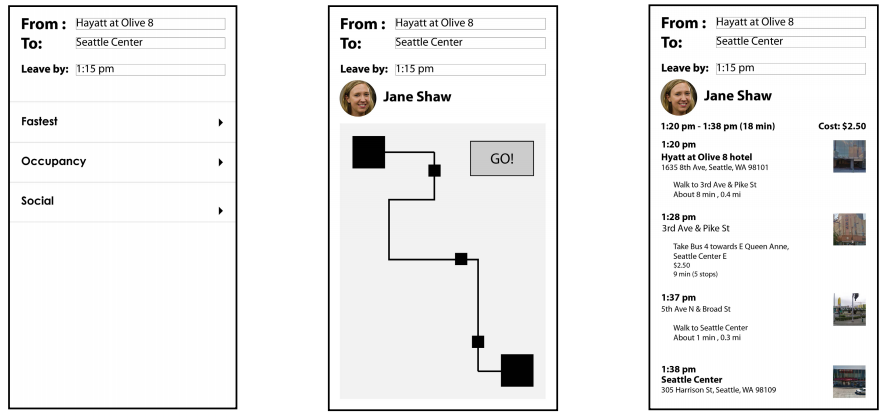 From : Hayatt at Olive 8
To: Seattle Center
Leave by: 1:15 pm
Fastest
Occupancy
Social
From : Hayatt at Olive 8
To: Seattle Center
Leave by: 1:15 pm
Jane Shaw
GO!
From : Hayatt at Olive 8
To: Seattle Center
Leave by: 1:15 pm
Jane Shaw
1:20 pm - 1:38 pm (18 min) Cost: $2.50
1:20 pm
Hyatt at Olive 8 hotel
1635 8th Ave, Seattle, WA 98101
Walk to 3rd Ave & Pike St
About 8 min , 0.4 mi
1:28 pm
3rd Ave & Pike St
Take Bus 4 towards E Queen Anne,
Seattle Center E
$2.50
9 min (5 stops)
1:37 pm
5th Ave N & Broad St
Walk to Seattle Center
About 1 min , 0.3 mi
1:38 pm
Seattle Center
305 Harrison St, Seattle, WA 98109